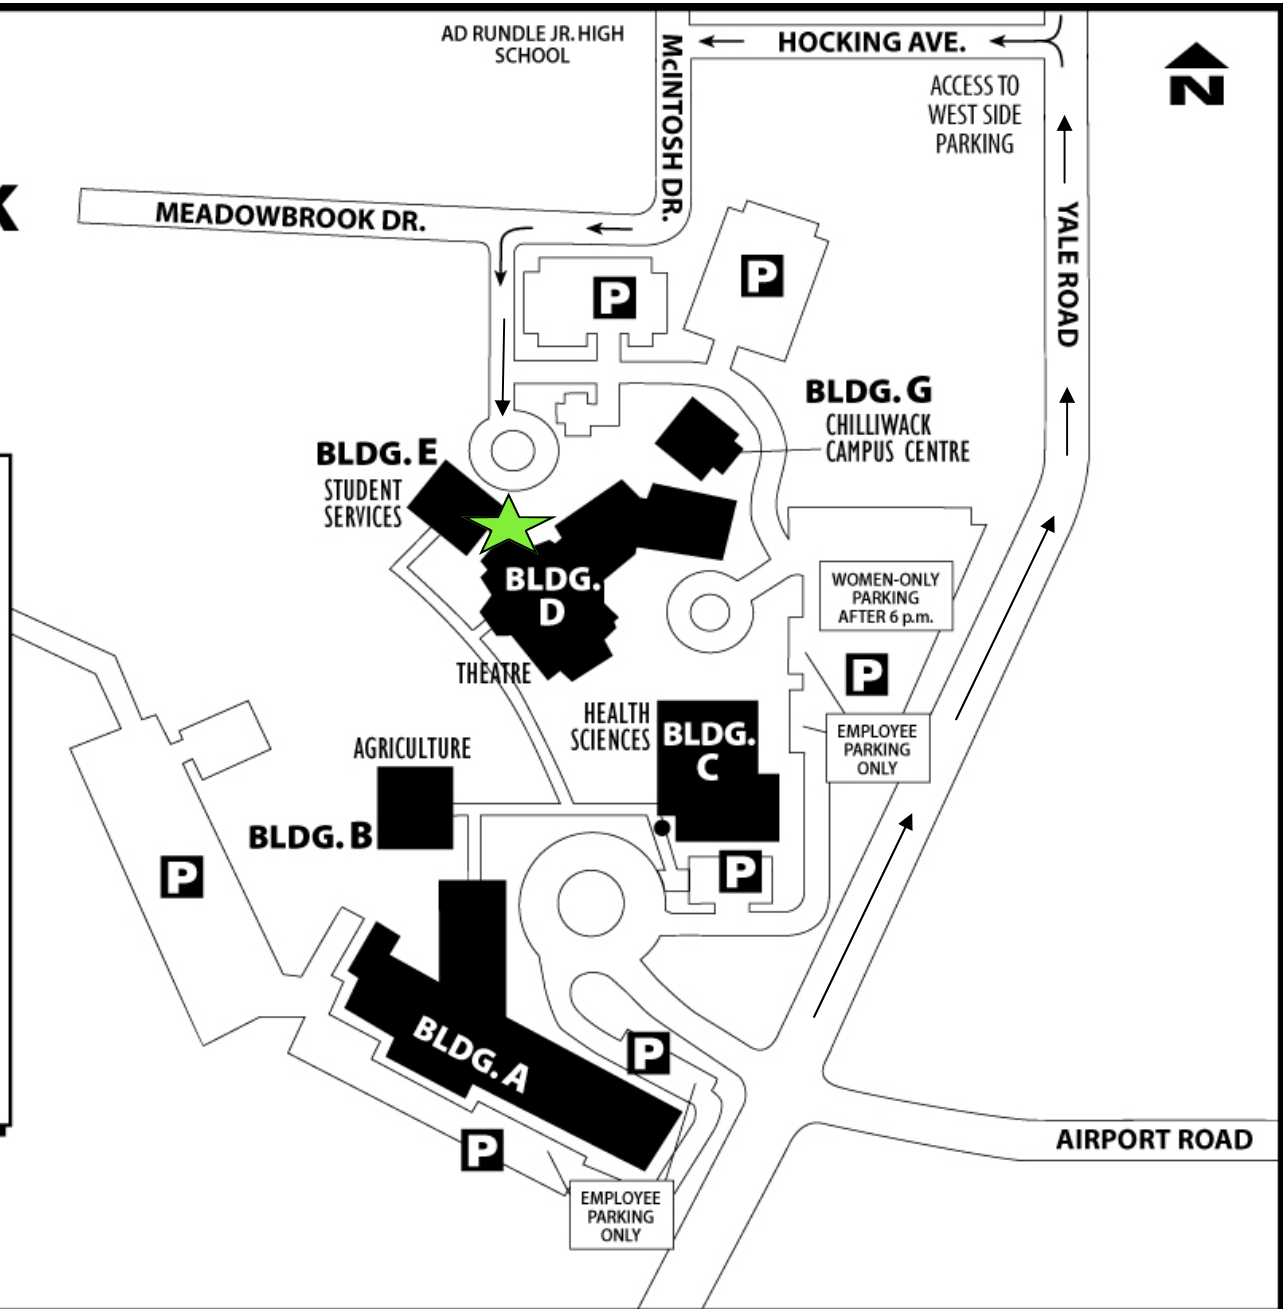 AD RUNDLE JR. HIGH
SCHOOL
McINTOSH DR.
HOCKING AVE.
N
ACCESS TO
WEST SIDE
PARKING
K
MEADOWBROOK DR.
YALE ROAD
P
P
BLDG. G
CHILLIWACK
CAMPUS CENTRE
BLDG. E
STUDENT
SERVICES
BLDG.
D
WOMEN-ONLY
PARKING
AFTER 6 p.m.
THEATRE
P
HEALTH
SCIENCES
BLDG.
C
EMPLOYEE
PARKING
ONLY
AGRICULTURE
BLDG. B
P
P
BLDG. A
P
P
AIRPORT ROAD
EMPLOYEE
PARKING
ONLY